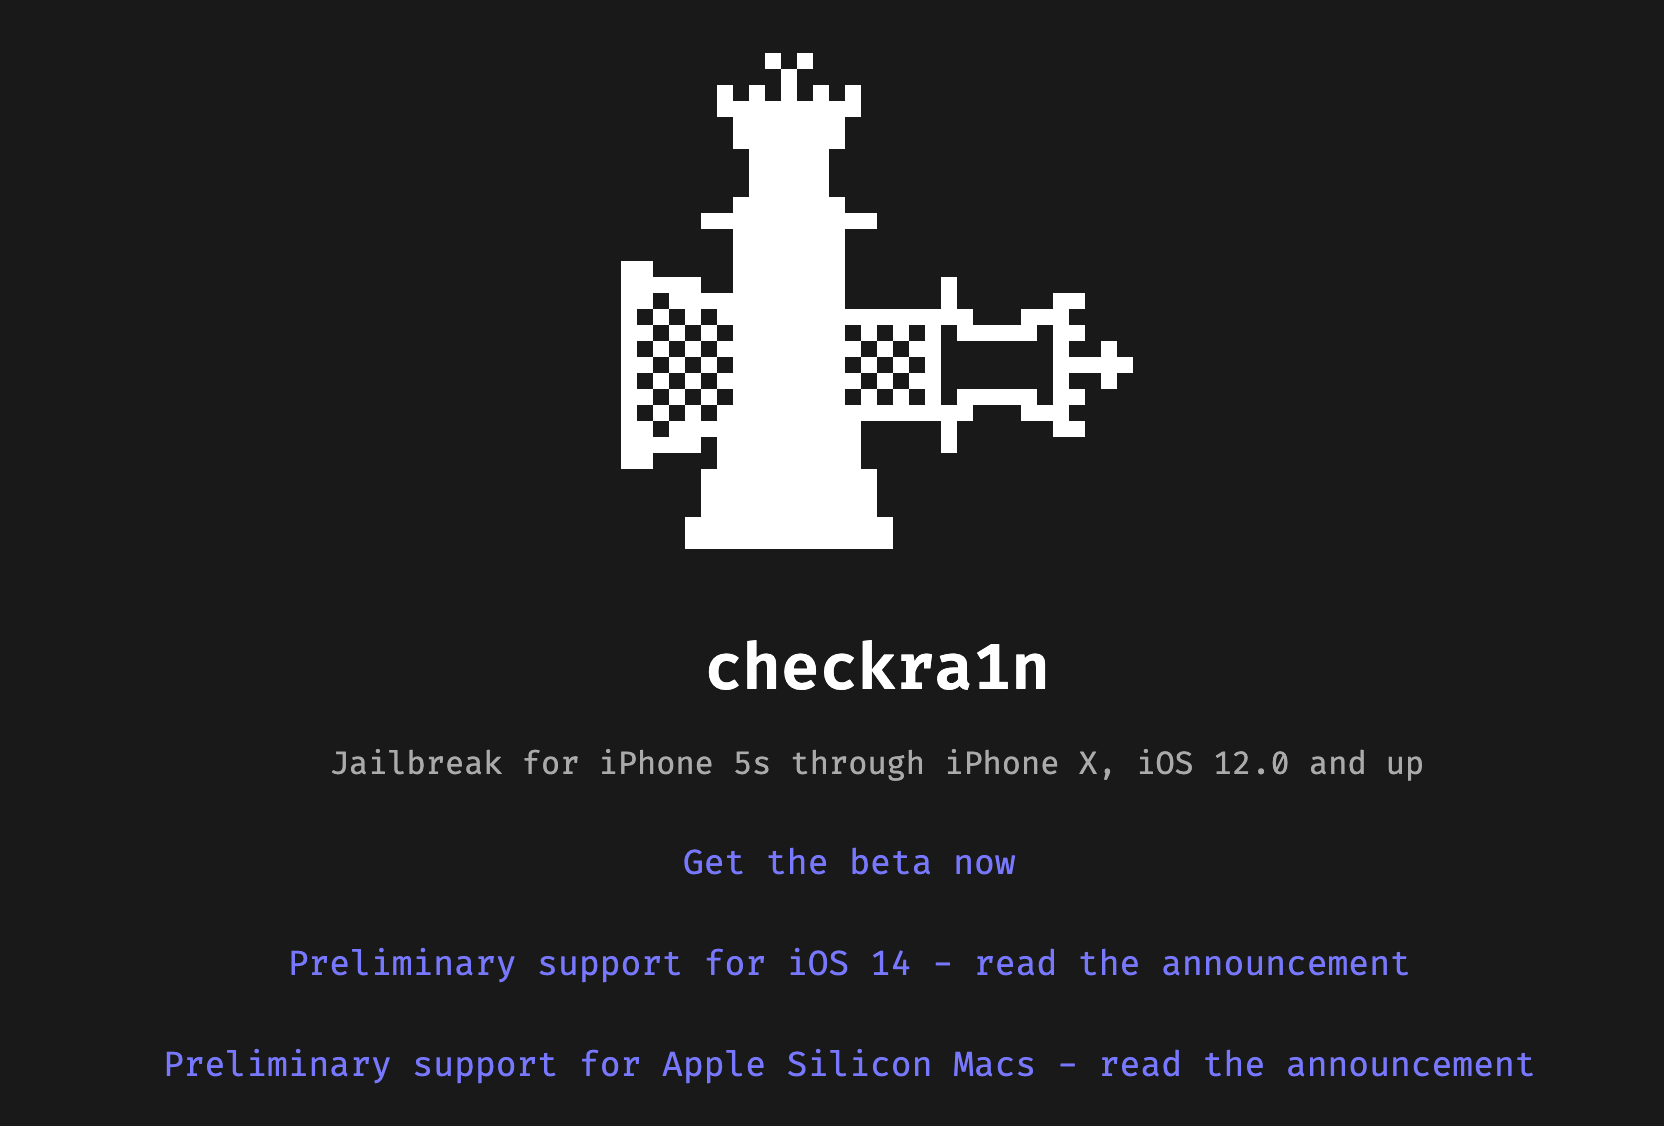 checkra1n
Jailbreak for iPhone 5s through iPhone X, iOS 12.0 and up
Get the beta now
Preliminary support for iOS 14 - read the announcement
Preliminary support for Apple Silicon Macs - read the announcement